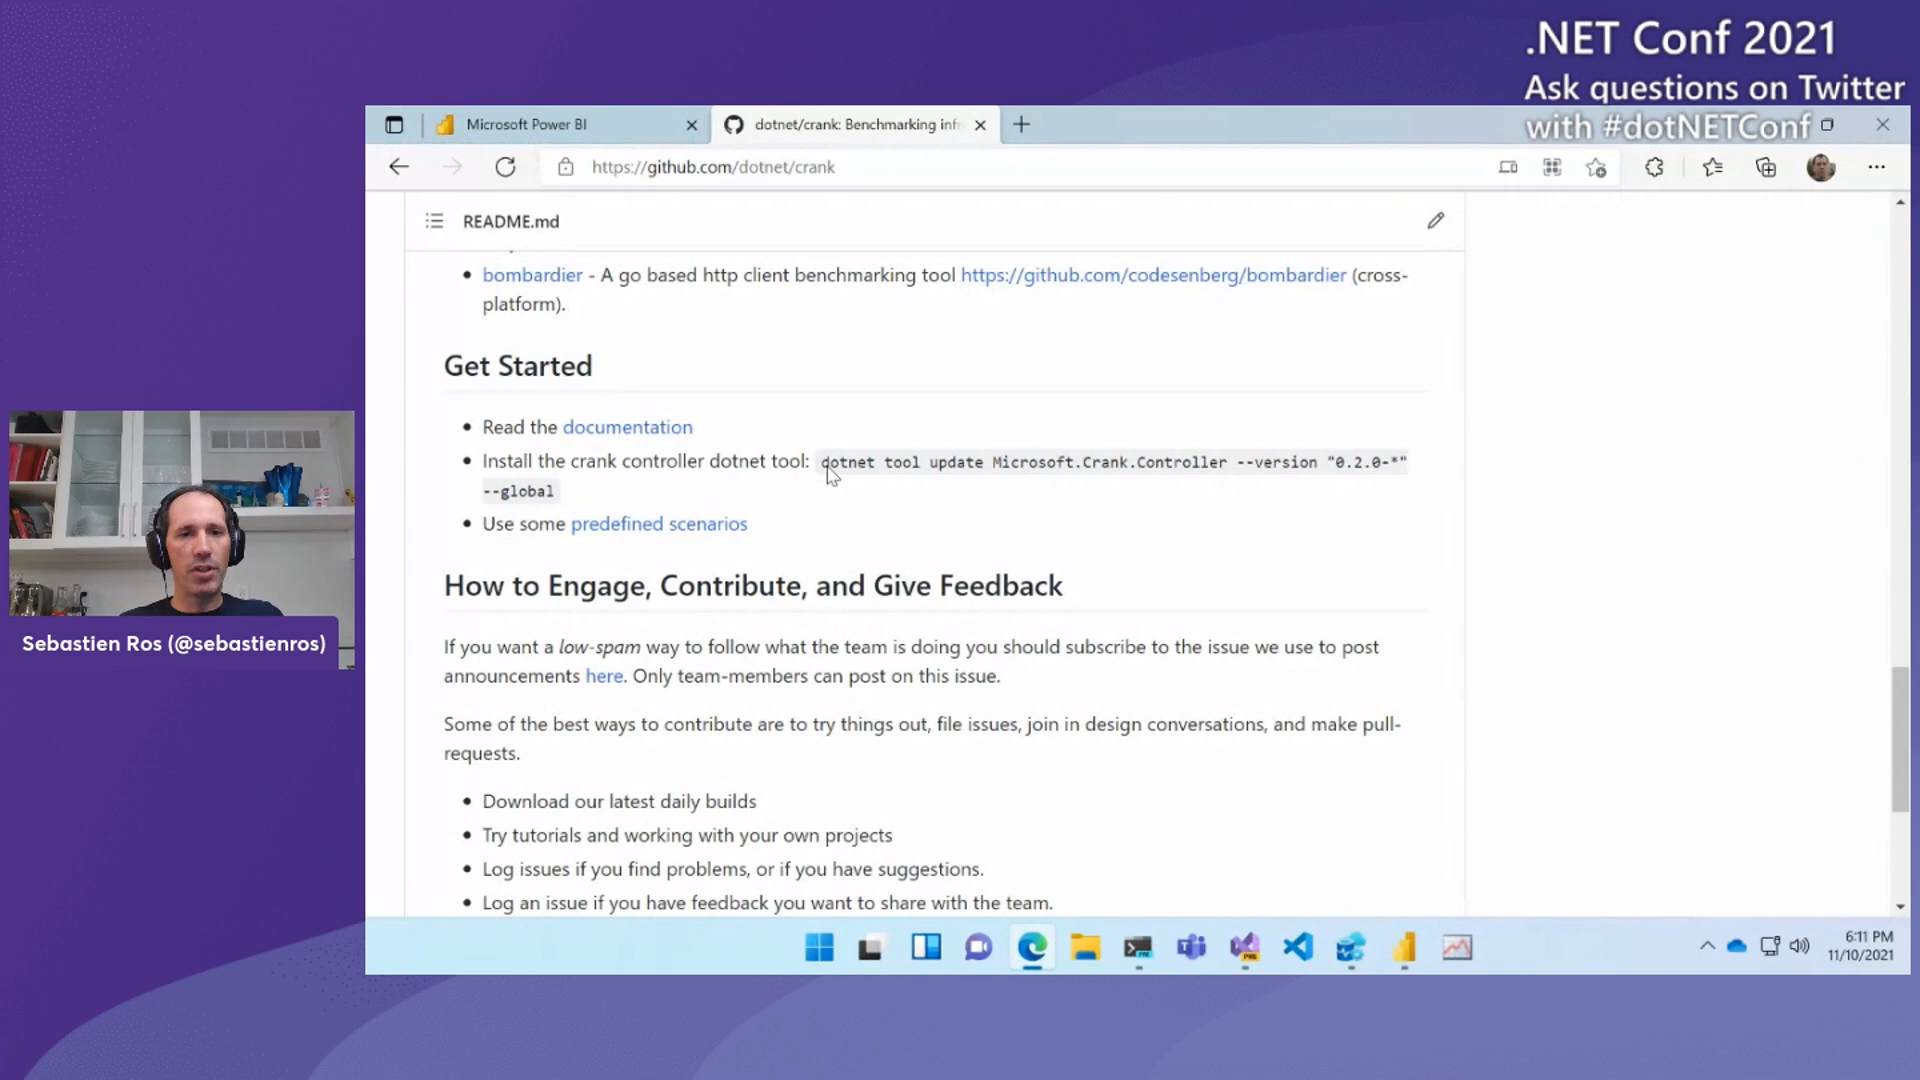 .NET Conf 2021
Ask questions on Twitter
with #dotNETConf
Microsoft Power BI
dotnet/crank: Benchmarking infr
https://github.com/dotnet/crank
README.md
bombardier - A go based http client benchmarking tool https://github.com/codesenberg/bombardier (cross-
platform).
Get Started
Read the documentation
Install the crank controller dotnet tool: dotnet tool update Microsoft.Crank.Controller --version "0.2.0-*"
--global
Use some predefined scenarios
How to Engage, Contribute, and Give Feedback
If you want a low-spam way to follow what the team is doing you should subscribe to the issue we use to post
announcements here. Only team-members can post on this issue.
Some of the best ways to contribute are to try things out, file issues, join in design conversations, and make pull-
requests.
Download our latest daily builds
Try tutorials and working with your own projects
Log issues if you find problems, or if you have suggestions.
Log an issue if you have feedback you want to share with the team.
Sebastien Ros (@sebastienros)
6:11 PM
11/10/2021